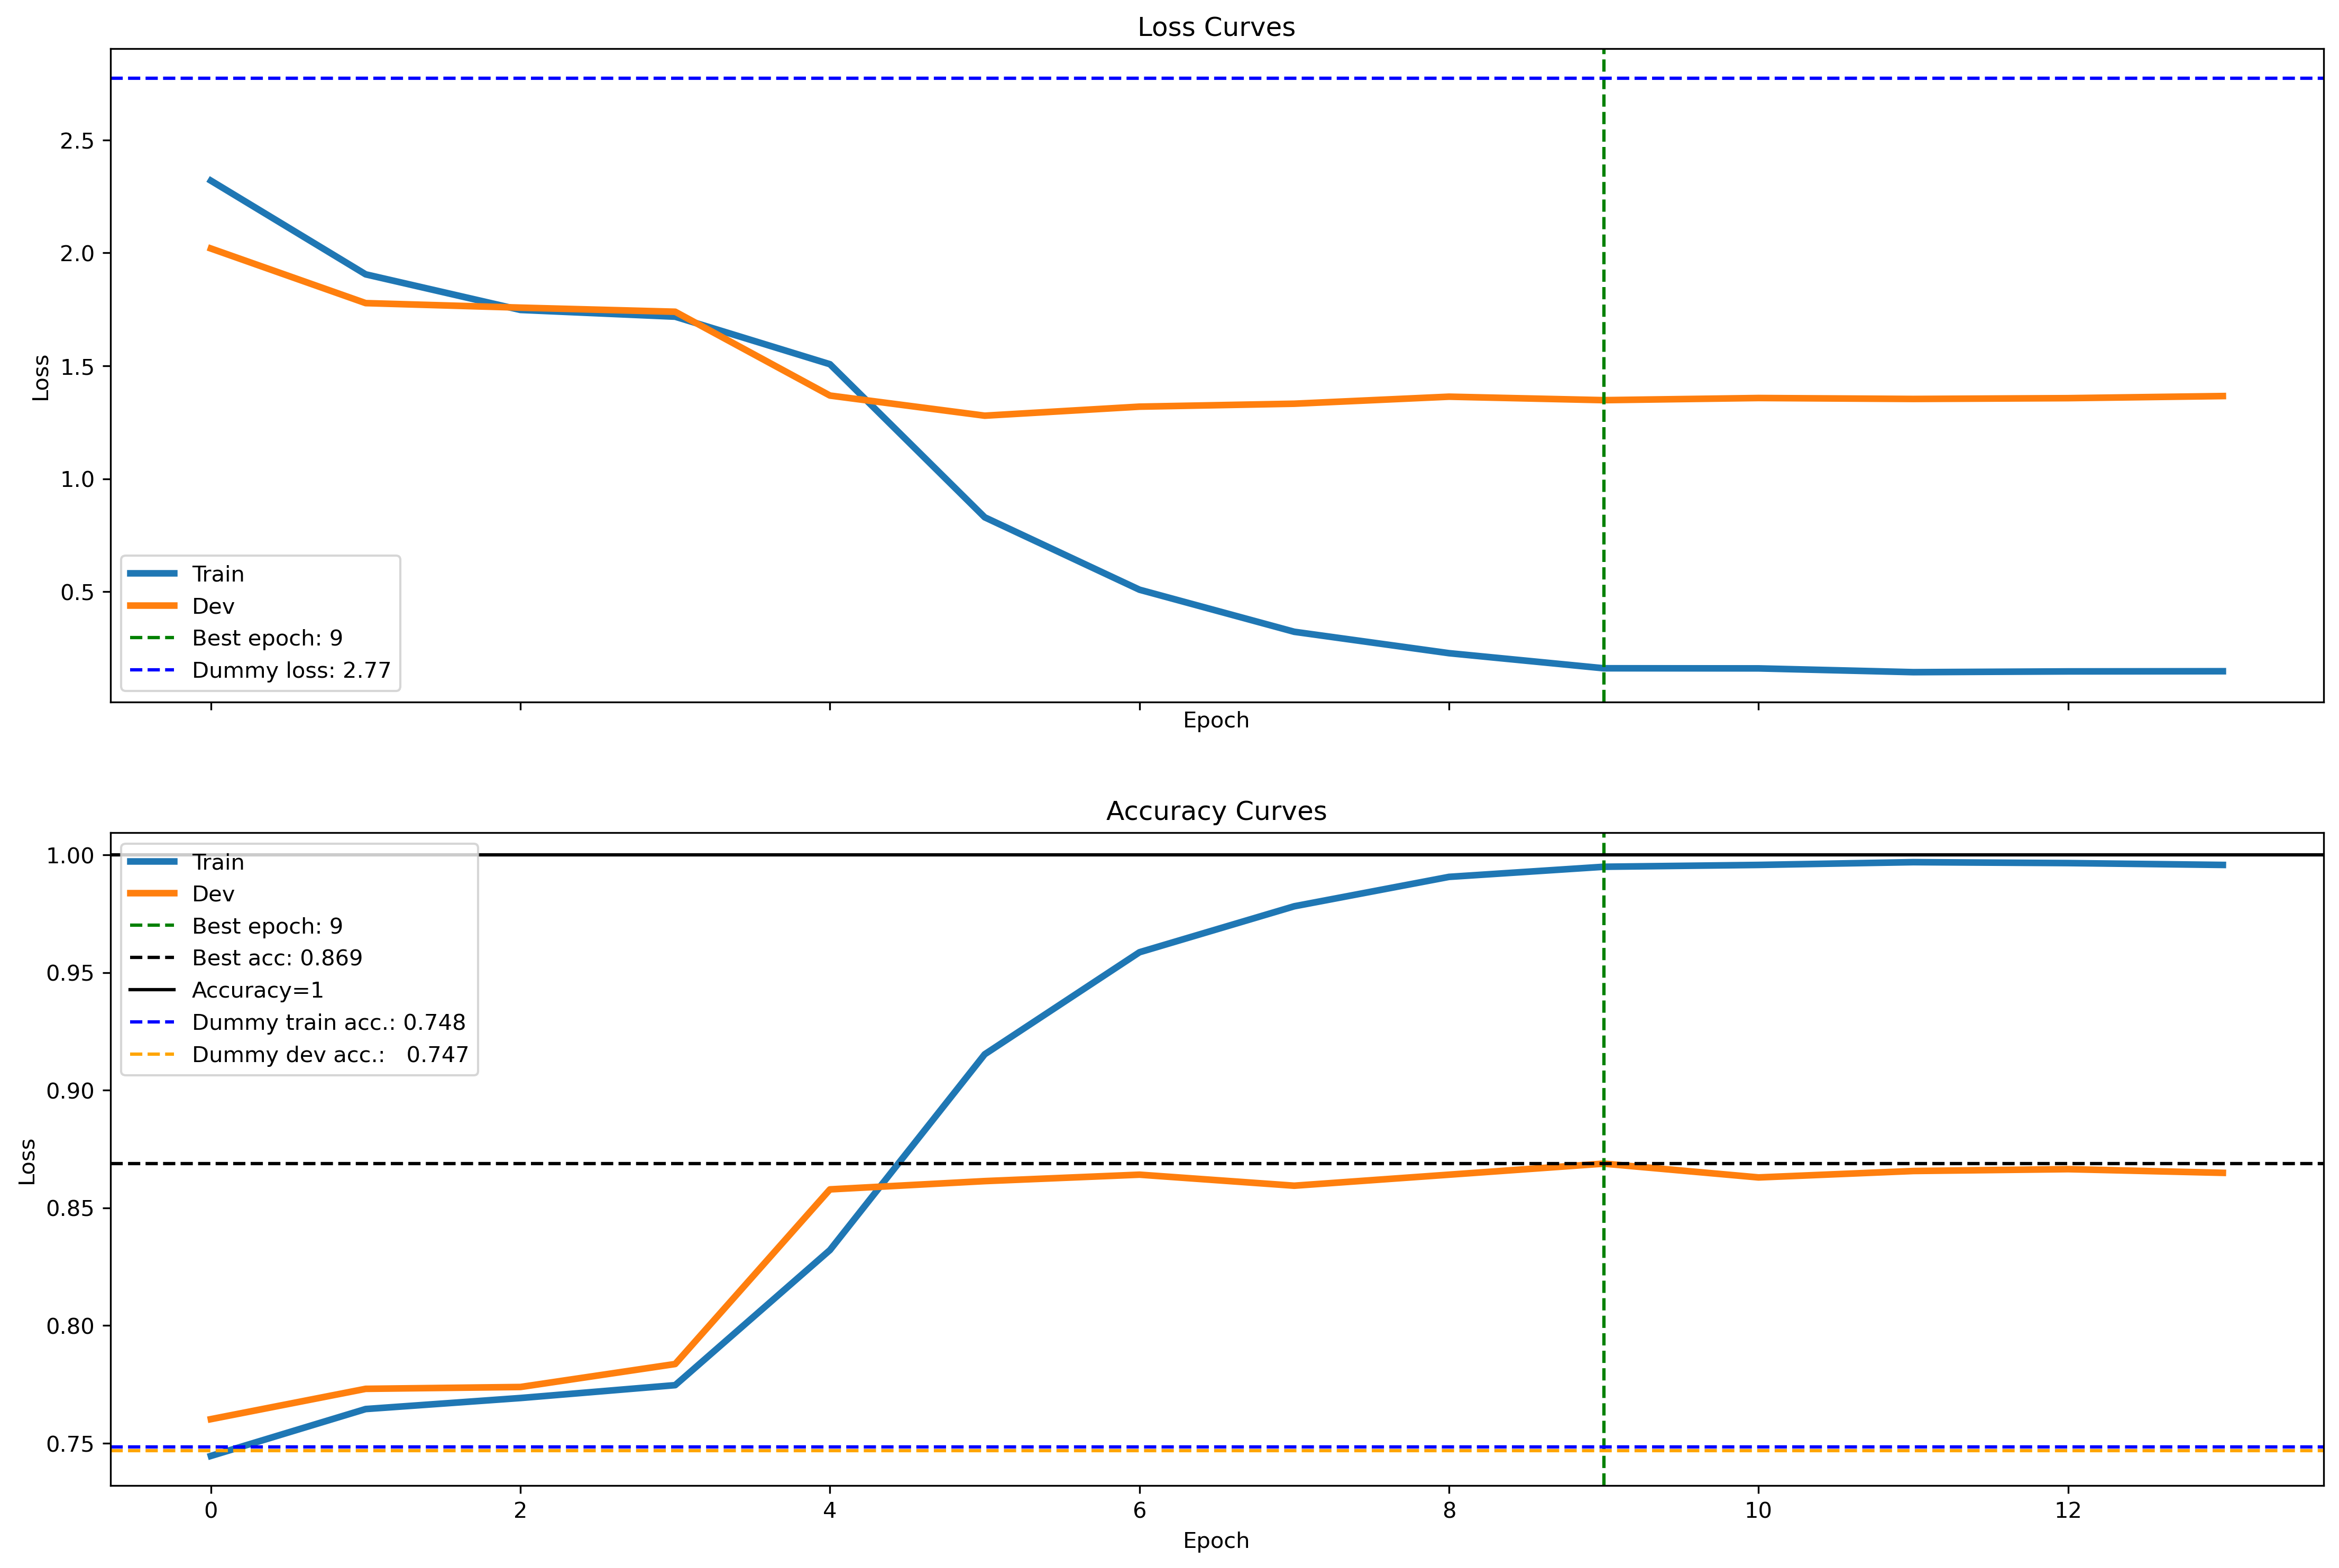 Loss Curves
2.5
2.0
1.5
1.0
0.5
Loss
Train
Dev
Best epoch: 9
Dummy loss: 2.77
Epoch
Accuracy Curves
1.00
0.95
0.90
0.85
0.80
0.75
Loss
Train
Dev
Best epoch: 9
Best acc: 0.869
Accuracy=1
Dummy train acc.: 0.748
Dummy dev acc.:   0.747
0 2 4 6 8 10 12
Epoch